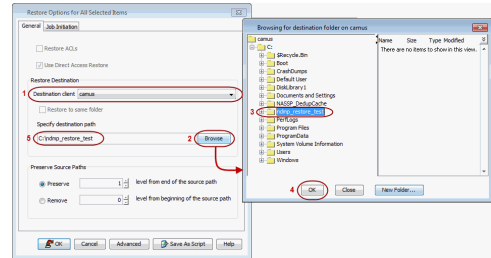 Restore Options for All Selected Items
General Job Initiation
Restore ACLs
Use Direct Access Restore
Restore Destination
1 Destination client camus
Restore to same folder
Specify destination path
5 C:\ndmp_restore_test 2 Browse
Preserve Source Paths
Preserve 1 level from end of the source path
Remove 0 level from beginning of the source path
OK Cancel Advanced Save As Script Help
Browsing for destination folder on camus
camus
C:
$Recycle.Bin
Boot
CrashDumps
Default User
DiskLibrary1
Documents and Settings
NASSP_DedupCache
3 ndmp_restore_test
PerfLogs
Program Files
ProgramData
System Volume Information
Users
Windows
Name Size Type Modified
There are no items to show in this view.
4 OK Close New Folder...